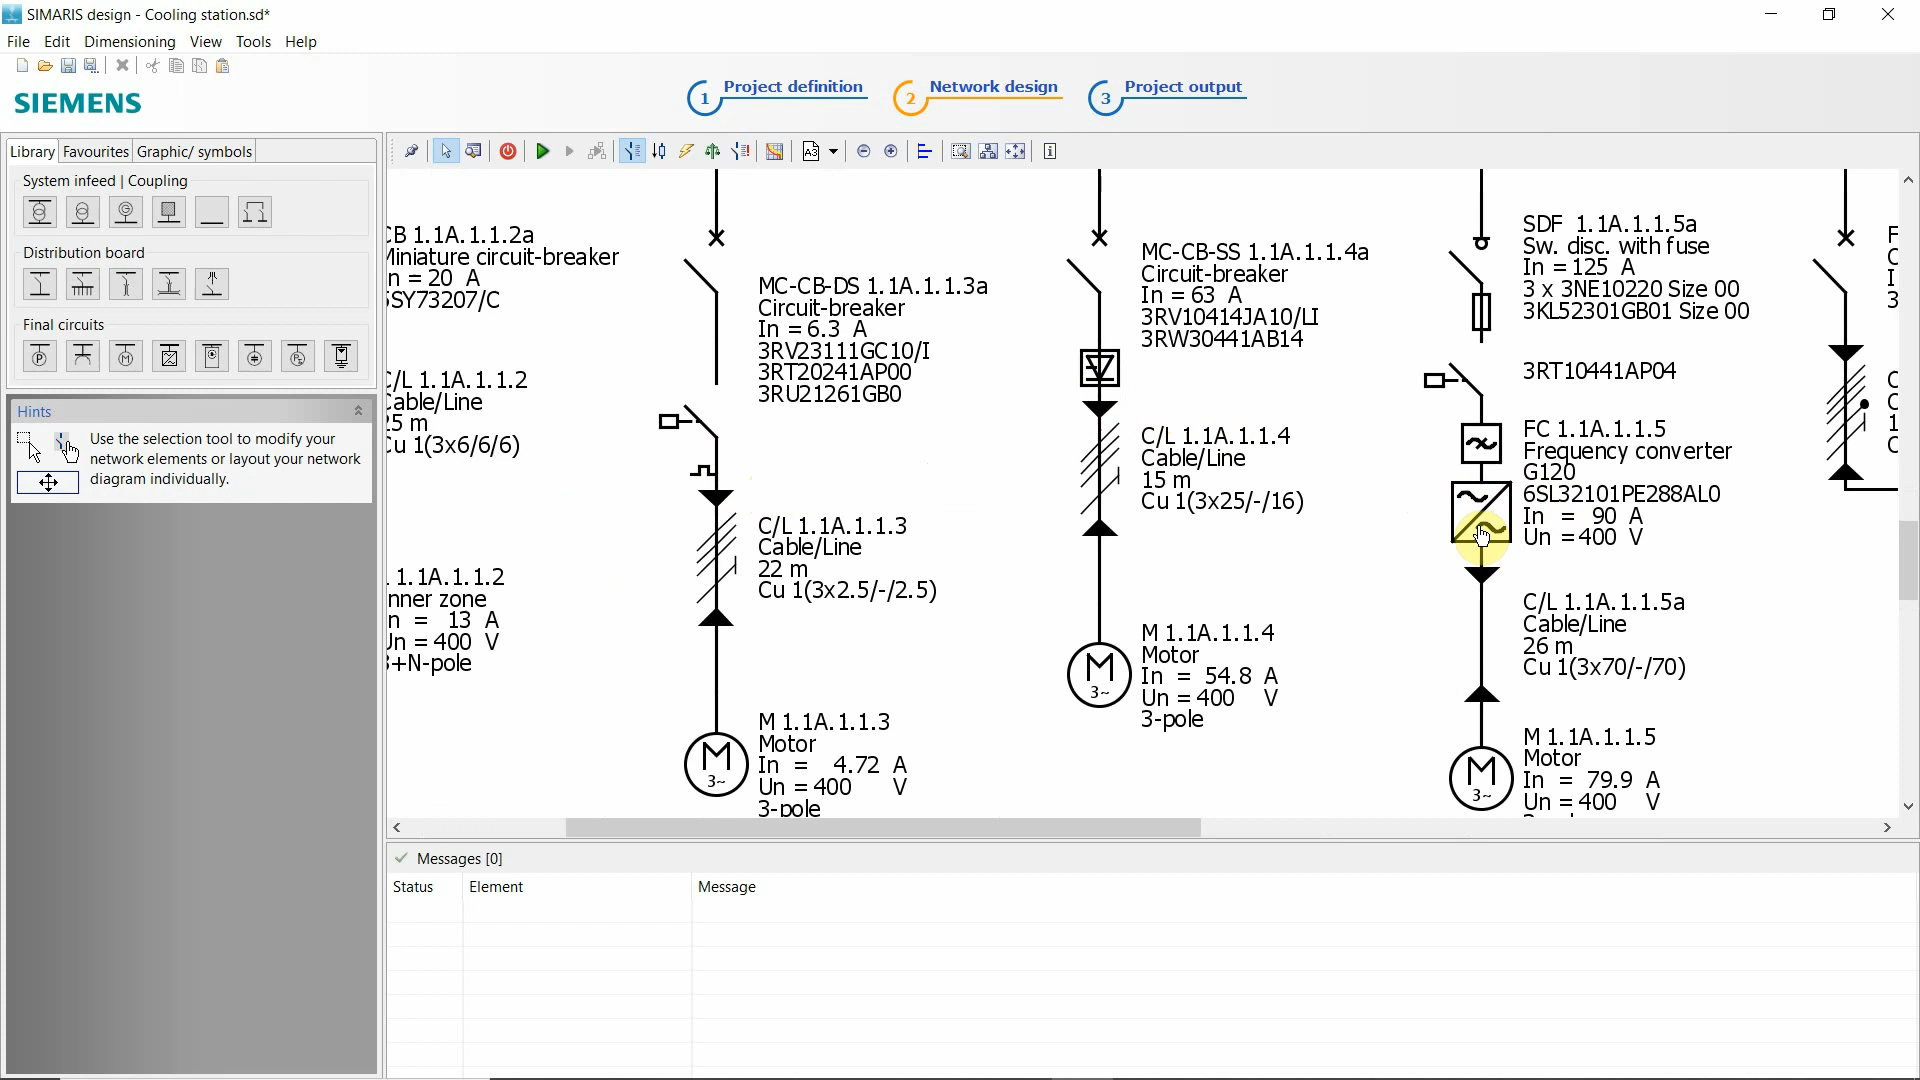 SIMARIS design - Cooling station.sd*
File Edit Dimensioning View Tools Help
SIEMENS
1 Project definition
2 Network design
3 Project output
Library Favourites Graphic/ symbols
System infeed | Coupling
Distribution board
Final circuits
Hints
Use the selection tool to modify your
network elements or layout your network
diagram individually.
A3
CB 1.1A.1.1.2a
Miniature circuit-breaker
In = 20 A
5SY73207/C
C/L 1.1A.1.1.2
Cable/Line
25 m
Cu 1(3x6/6/6)
1.1A.1.1.2
nner zone
In = 13 A
Un = 400 V
3+N-pole
MC-CB-DS 1.1A.1.1.3a
Circuit-breaker
In = 6.3 A
3RV23111GC10/I
3RT20241AP00
3RU21261GB0
C/L 1.1A.1.1.3
Cable/Line
22 m
Cu 1(3x2.5/-/2.5)
M 1.1A.1.1.3
Motor
In = 4.72 A
Un = 400 V
3-pole
M
3~
MC-CB-SS 1.1A.1.1.4a
Circuit-breaker
In = 63 A
3RV10414JA10/LI
3RW30441AB14
C/L 1.1A.1.1.4
Cable/Line
15 m
Cu 1(3x25/-/16)
M 1.1A.1.1.4
Motor
In = 54.8 A
Un = 400 V
3-pole
M
3~
SDF 1.1A.1.1.5a
Sw. disc. with fuse
In = 125 A
3 x 3NE10220 Size 00
3KL52301GB01 Size 00
3RT10441AP04
FC 1.1A.1.1.5
Frequency converter
G120
6SL32101PE288AL0
In = 90 A
Un = 400 V
C/L 1.1A.1.1.5a
Cable/Line
26 m
Cu 1(3x70/-/70)
M 1.1A.1.1.5
Motor
In = 79.9 A
Un = 400 V
M
3~
Messages [0]
Status Element Message